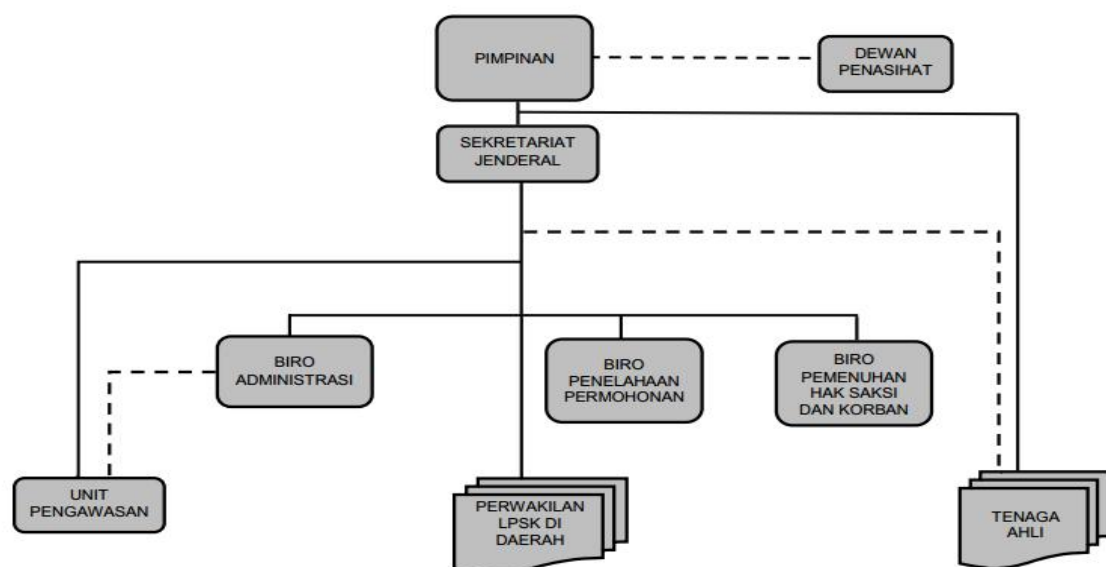 PIMPINAN
DEWAN
PENASIHAT
SEKRETARIAT
JENDERAL
BIRO
ADMINISTRASI
BIRO
PENELAHAAN
PERMOHONAN
BIRO
PEMENUHAN
HAK SAKSI
DAN KORBAN
UNIT
PENGAWASAN
PERWAKILAN
LPSK DI
DAERAH
TENAGA
AHLI